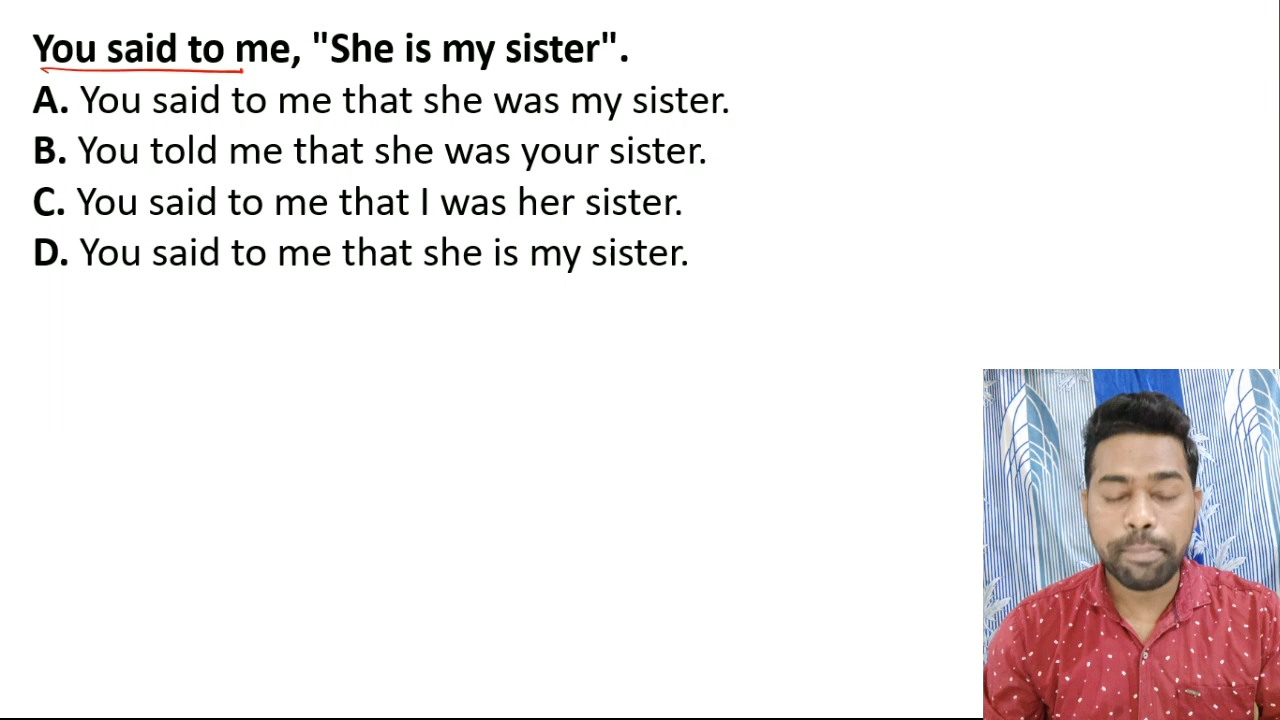 You said to me, "She is my sister".
A. You said to me that she was my sister.
B. You told me that she was your sister.
C. You said to me that I was her sister.
D. You said to me that she is my sister.